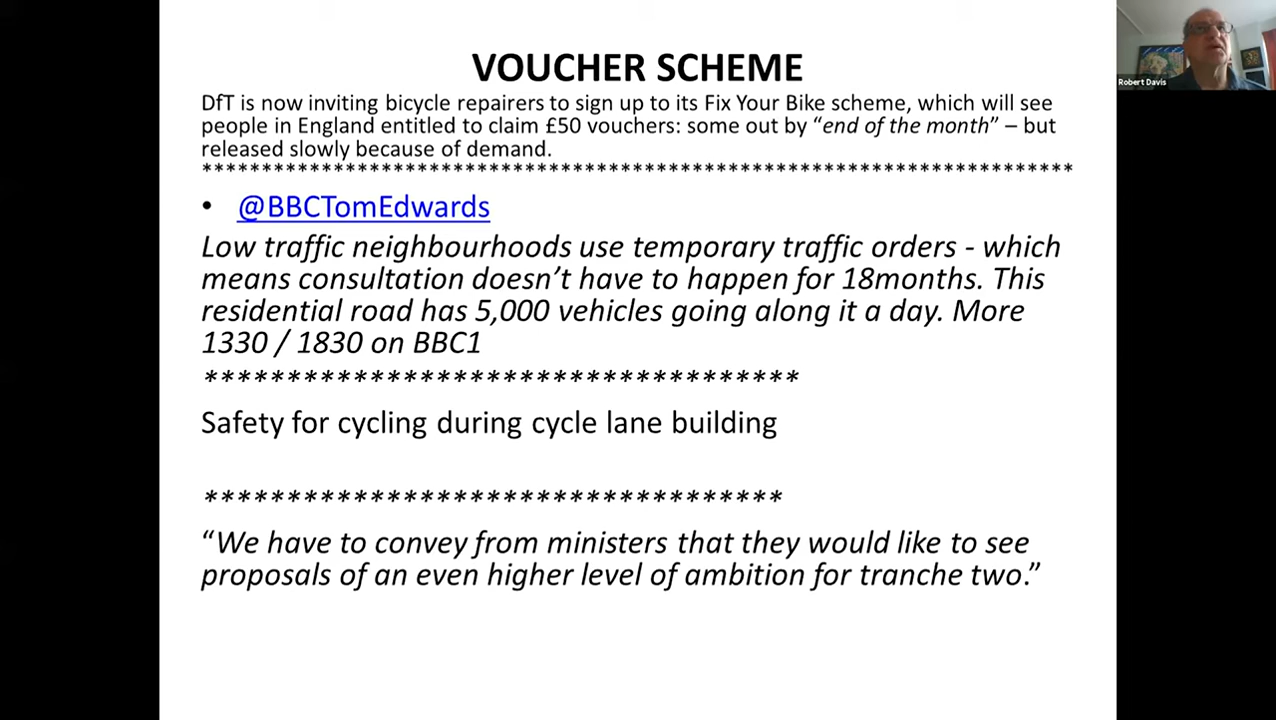 VOUCHER SCHEME
Robert Davis
DfT is now inviting bicycle repairers to sign up to its Fix Your Bike scheme, which will see
people in England entitled to claim £50 vouchers: some out by “end of the month” – but
released slowly because of demand.
******************************************************************************
• @BBCTomEdwards
Low traffic neighbourhoods use temporary traffic orders - which
means consultation doesn’t have to happen for 18months. This
residential road has 5,000 vehicles going along it a day. More
1330 / 1830 on BBC1
************************************
Safety for cycling during cycle lane building
***********************************
“We have to convey from ministers that they would like to see
proposals of an even higher level of ambition for tranche two.”